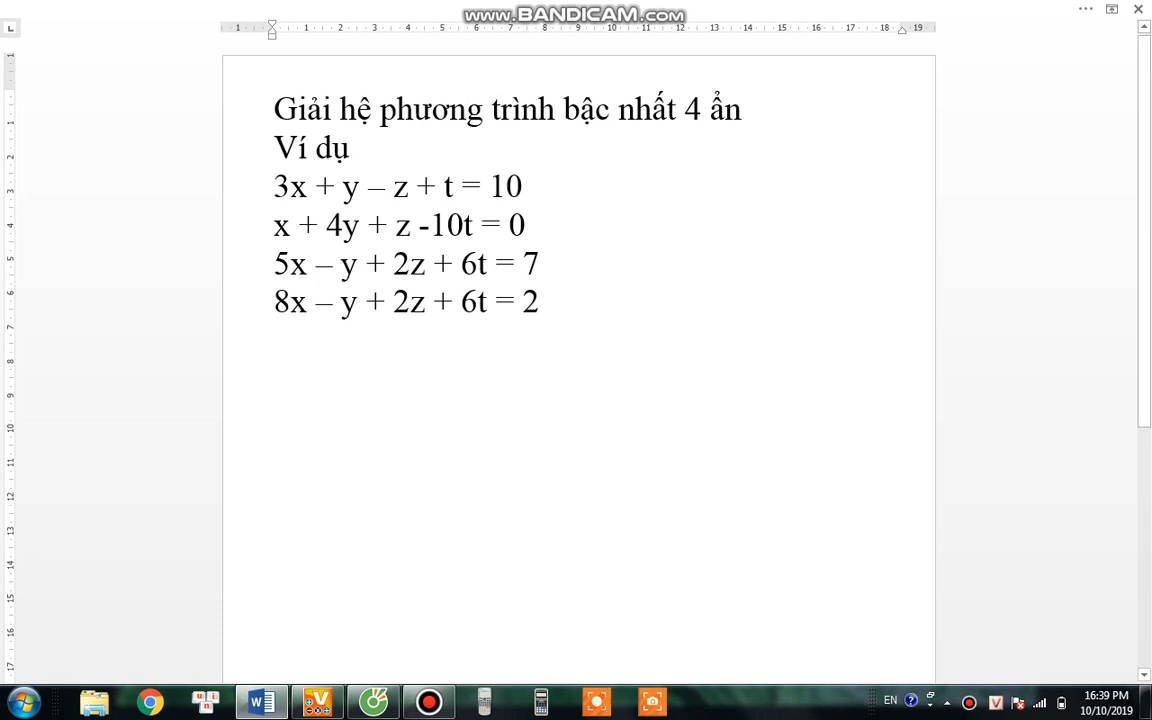 www.BANDICAM.com
Giải hệ phương trình bậc nhất 4 ẩn
Ví dụ
3x + y – z + t = 10
x + 4y + z -10t = 0
5x – y + 2z + 6t = 7
8x – y + 2z + 6t = 2
EN
16:39 PM
10/10/2019